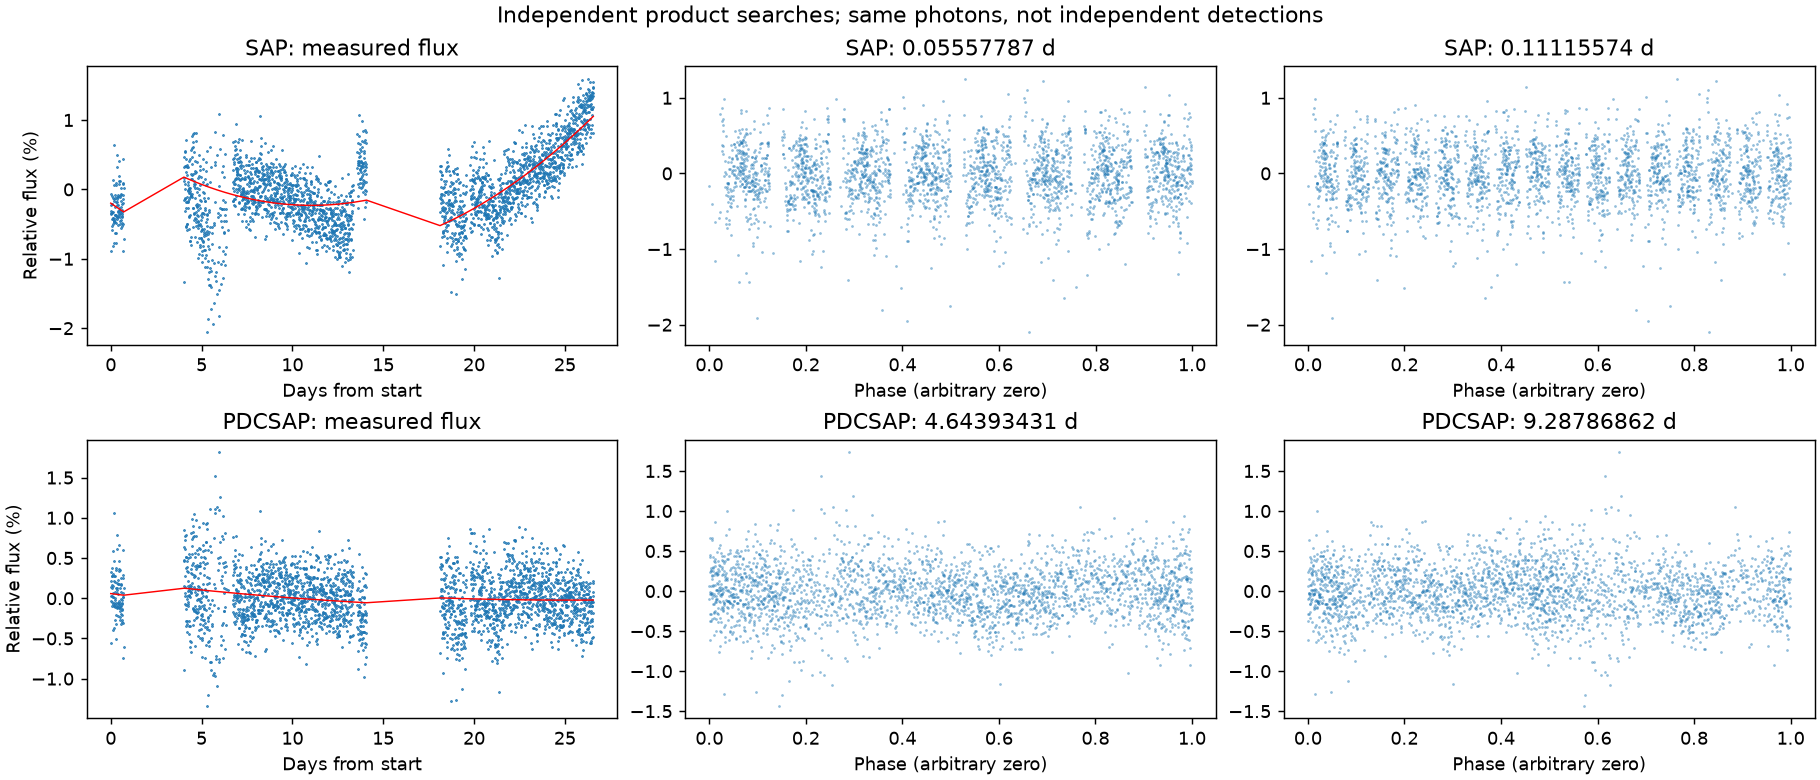 Independent product searches; same photons, not independent detections
SAP: measured flux
Relative flux (%)
1
0
−1
−2
0 5 10 15 20 25
Days from start
SAP: 0.05557787 d
1
0
−1
−2
0.0 0.2 0.4 0.6 0.8 1.0
Phase (arbitrary zero)
SAP: 0.11115574 d
1
0
−1
−2
0.0 0.2 0.4 0.6 0.8 1.0
Phase (arbitrary zero)
PDCSAP: measured flux
Relative flux (%)
1.5
1.0
0.5
0.0
−0.5
−1.0
0 5 10 15 20 25
Days from start
PDCSAP: 4.64393431 d
1.5
1.0
0.5
0.0
−0.5
−1.0
−1.5
0.0 0.2 0.4 0.6 0.8 1.0
Phase (arbitrary zero)
PDCSAP: 9.28786862 d
1.5
1.0
0.5
0.0
−0.5
−1.0
−1.5
0.0 0.2 0.4 0.6 0.8 1.0
Phase (arbitrary zero)